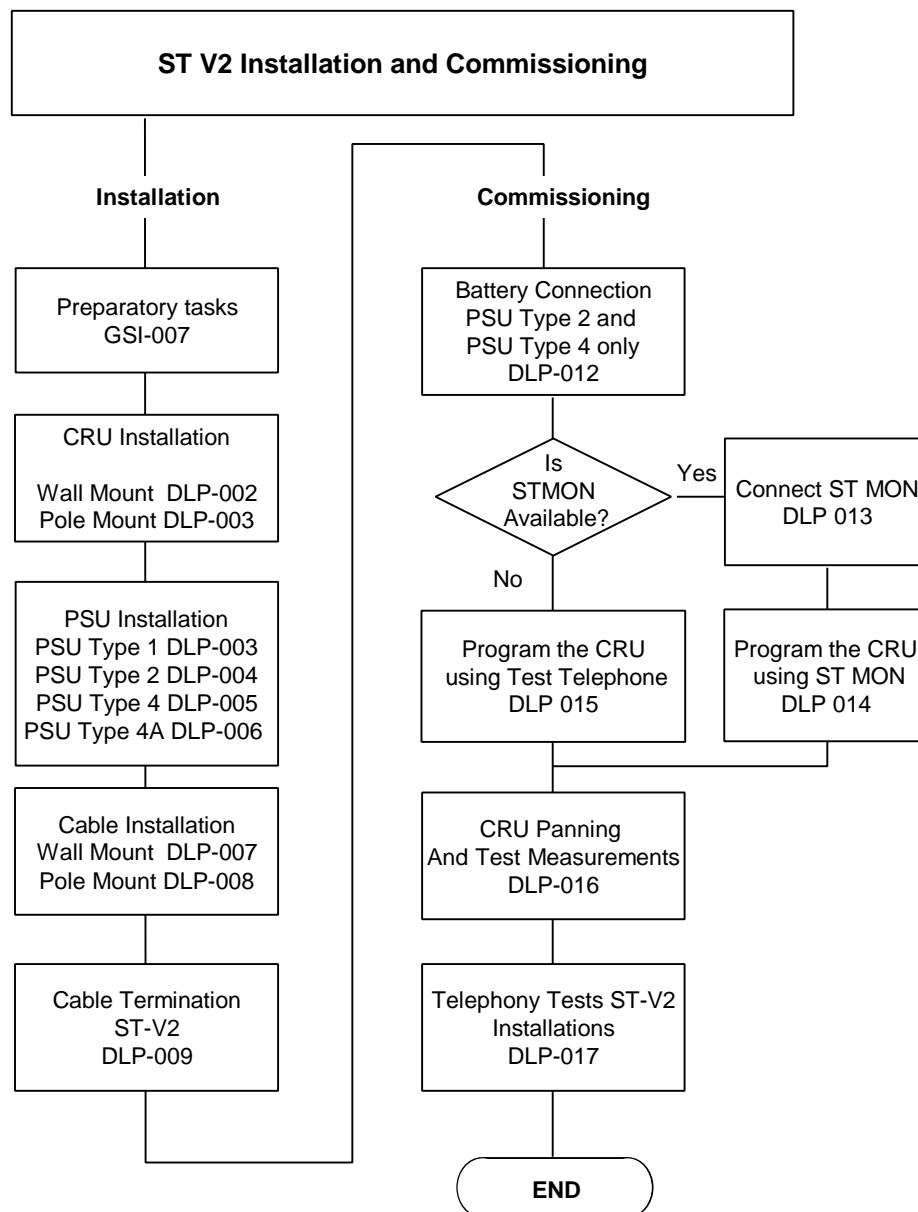 ST V2 Installation and Commissioning
Installation
Preparatory tasks
GSI-007
CRU Installation
Wall Mount DLP-002
Pole Mount DLP-003
PSU Installation
PSU Type 1 DLP-003
PSU Type 2 DLP-004
PSU Type 4 DLP-005
PSU Type 4A DLP-006
Cable Installation
Wall Mount DLP-007
Pole Mount DLP-008
Cable Termination
ST-V2
DLP-009
Commissioning
Battery Connection
PSU Type 2 and
PSU Type 4 only
DLP-012
Is
STMON
Available?
Yes
Connect ST MON
DLP 013
Program the CRU
using ST MON
DLP 014
No
Program the CRU
using Test Telephone
DLP 015
CRU Panning
And Test Measurements
DLP-016
Telephony Tests ST-V2
Installations
DLP-017
END